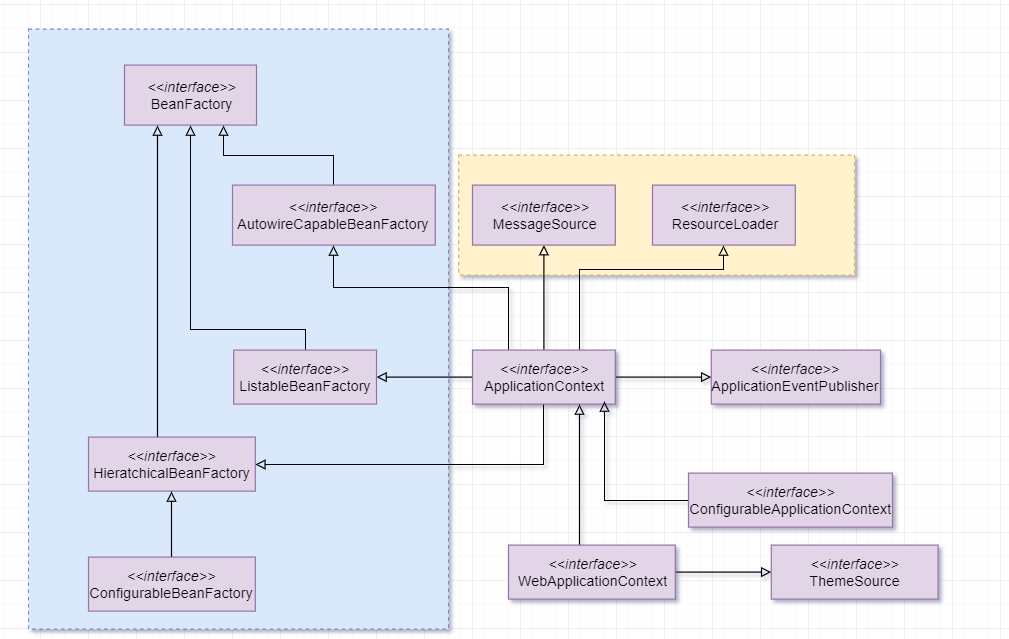 <<interface>>
BeanFactory
<<interface>>
AutowireCapableBeanFactory
<<interface>>
MessageSource
<<interface>>
ResourceLoader
<<interface>>
ListableBeanFactory
<<interface>>
ApplicationContext
<<interface>>
ApplicationEventPublisher
<<interface>>
HieratchicalBeanFactory
<<interface>>
ConfigurableApplicationContext
<<interface>>
ConfigurableBeanFactory
<<interface>>
WebApplicationContext
<<interface>>
ThemeSource